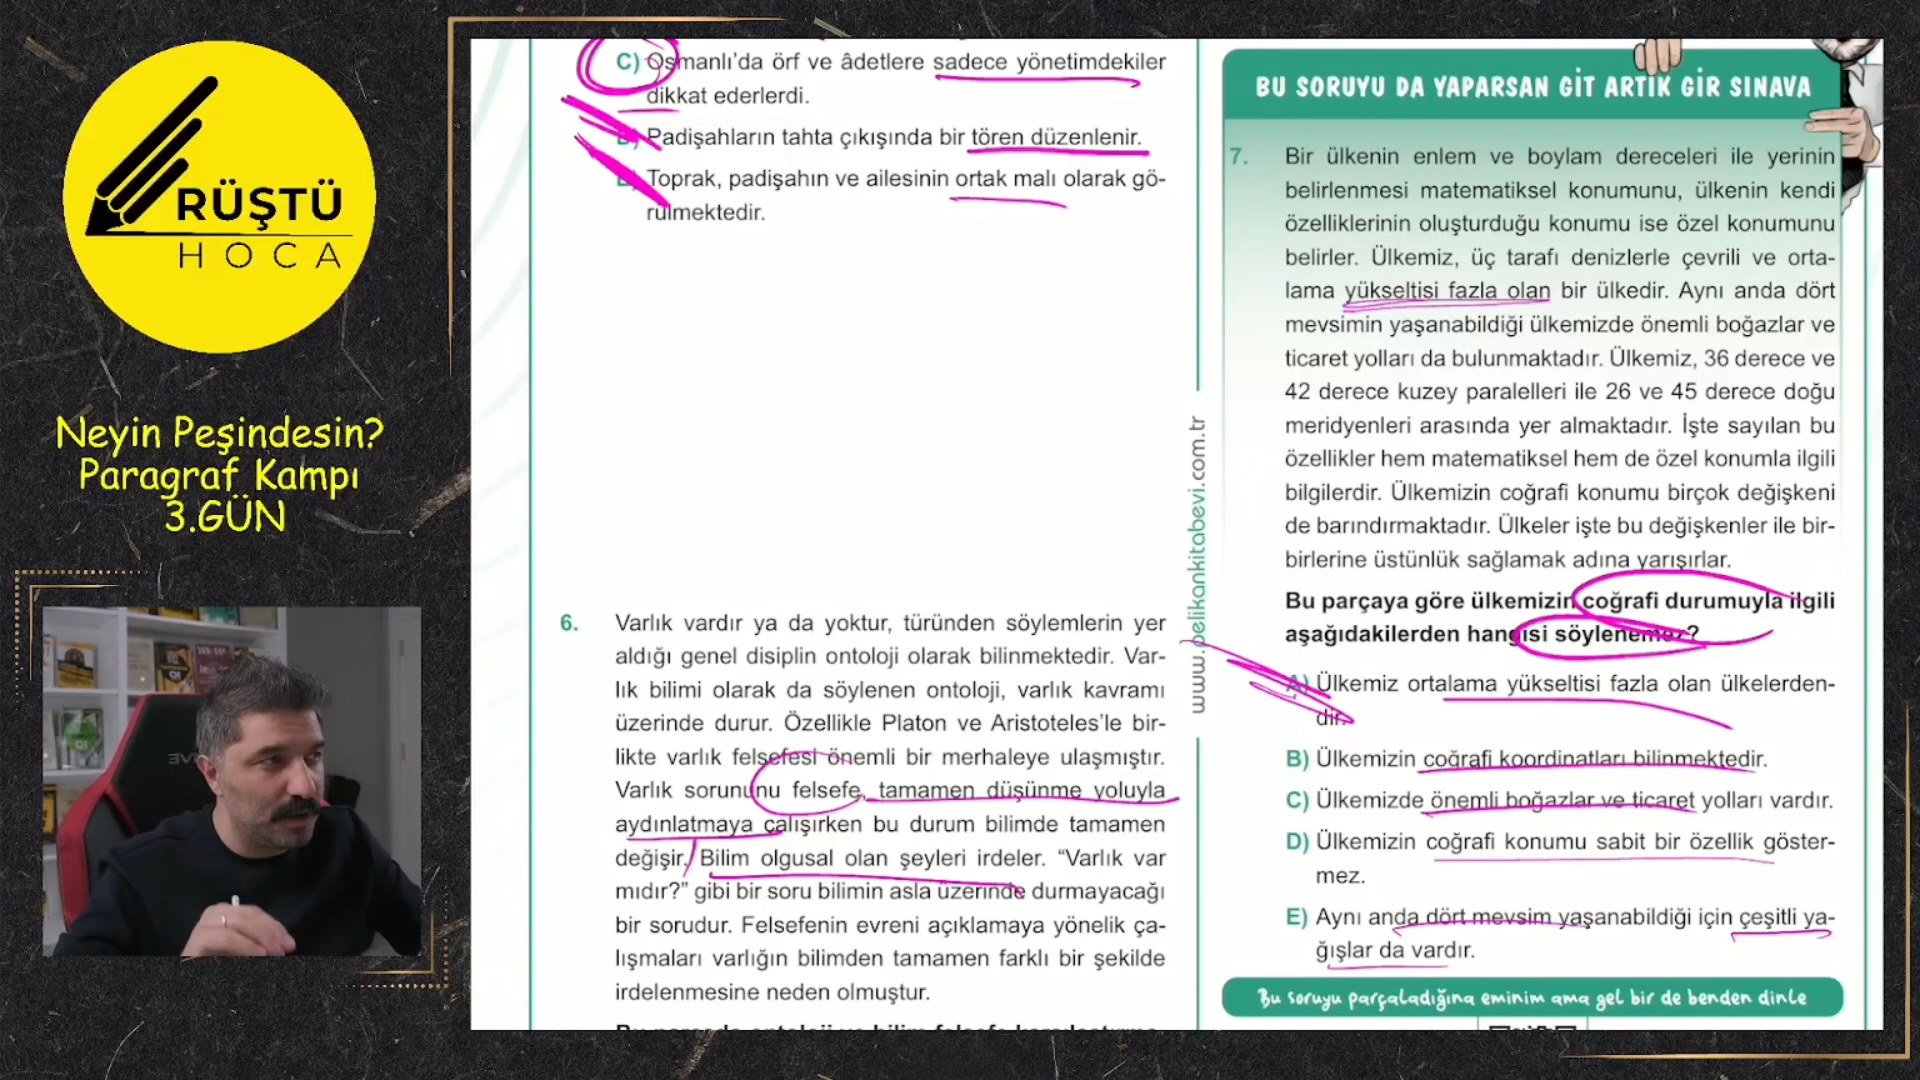 RÜŞTÜ
HOCA
Neyin Peşindesin?
Paragraf Kampı
3.GÜN
C) Osmanlı'da örf ve âdetlere sadece yönetimdekiler
dikkat ederlerdi.
D) Padişahların tahta çıkışında bir tören düzenlenir.
E) Toprak, padişahın ve ailesinin ortak malı olarak gö-
rülmektedir.
6. Varlık vardır ya da yoktur, türünden söylemlerin yer
aldığı genel disiplin ontoloji olarak bilinmektedir. Var-
lık bilimi olarak da söylenen ontoloji, varlık kavramı
üzerinde durur. Özellikle Platon ve Aristoteles'le bir-
likte varlık felsefesi önemli bir merhaleye ulaşmıştır.
Varlık sorununu felsefe, tamamen düşünme yoluyla
aydınlatmaya çalışırken bu durum bilimde tamamen
değişir. Bilim olgusal olan şeyleri irdeler. “Varlık var
mıdır?” gibi bir soru bilimin asla üzerinde durmayacağı
bir sorudur. Felsefenin evreni açıklamaya yönelik ça-
lışmaları varlığın bilimden tamamen farklı bir şekilde
irdelenmesine neden olmuştur.
www.pelikankitabevi.com.tr
BU SORUYU DA YAPARSAN GİT ARTIK GİR SINAVA
7. Bir ülkenin enlem ve boylam dereceleri ile yerinin
belirlenmesi matematiksel konumunu, ülkenin kendi
özelliklerinin oluşturduğu konumu ise özel konumunu
belirler. Ülkemiz, üç tarafı denizlerle çevrili ve orta-
lama yükseltisi fazla olan bir ülkedir. Aynı anda dört
mevsimin yaşanabildiği ülkemizde önemli boğazlar ve
ticaret yolları da bulunmaktadır. Ülkemiz, 36 derece ve
42 derece kuzey paralelleri ile 26 ve 45 derece doğu
meridyenleri arasında yer almaktadır. İşte sayılan bu
özellikler hem matematiksel hem de özel konumla ilgili
bilgilerdir. Ülkemizin coğrafi konumu birçok değişkeni
de barındırmaktadır. Ülkeler işte bu değişkenler ile bir-
birlerine üstünlük sağlamak adına yarışırlar.
Bu parçaya göre ülkemizin coğrafi durumuyla ilgili
aşağıdakilerden hangisi söylenemez?
A) Ülkemiz ortalama yükseltisi fazla olan ülkelerden-
dir.
B) Ülkemizin coğrafi koordinatları bilinmektedir.
C) Ülkemizde önemli boğazlar ve ticaret yolları vardır.
D) Ülkemizin coğrafi konumu sabit bir özellik göster-
mez.
E) Aynı anda dört mevsim yaşanabildiği için çeşitli ya-
ğışlar da vardır.
Bu soruyu parçaladığına eminim ama gel bir de benden dinle